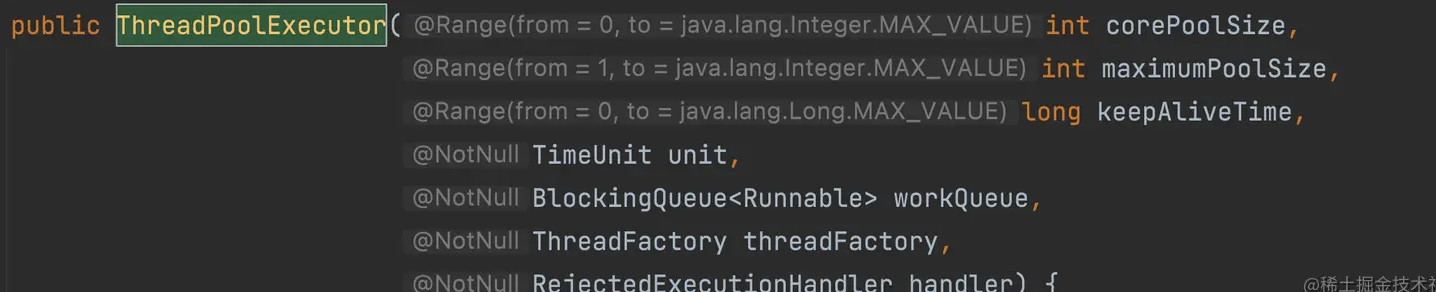 public ThreadPoolExecutor( @Range(from = 0, to = java.lang.Integer.MAX_VALUE) int corePoolSize,
@Range(from = 1, to = java.lang.Integer.MAX_VALUE) int maximumPoolSize,
@Range(from = 0, to = java.lang.Long.MAX_VALUE) long keepAliveTime,
@NotNull TimeUnit unit,
@NotNull BlockingQueue<Runnable> workQueue,
@NotNull ThreadFactory threadFactory,
@NotNull RejectedExecutionHandler handler) {
@稀土掘金技术社